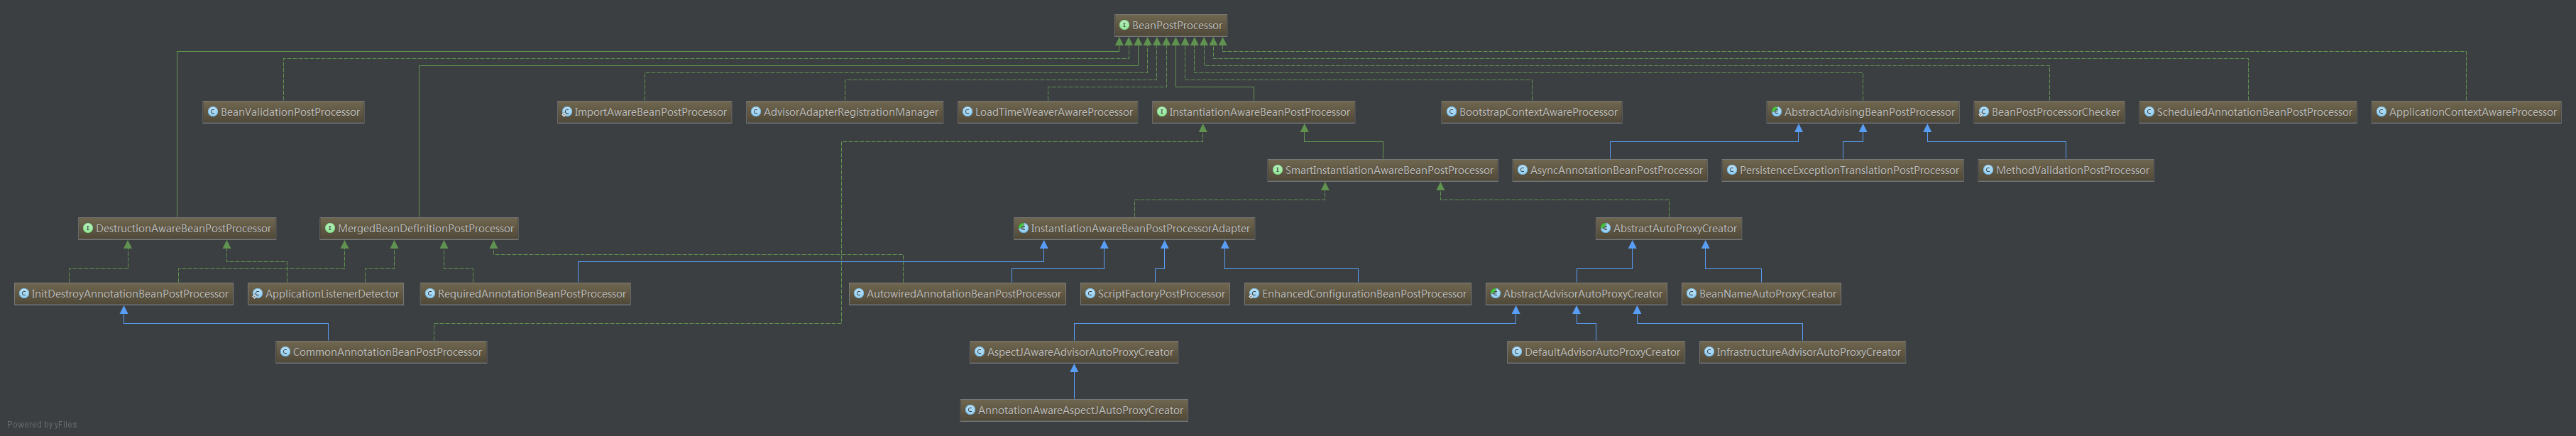 BeanPostProcessor
BeanValidationPostProcessor
ImportAwareBeanPostProcessor
AdvisorAdapterRegistrationManager
LoadTimeWeaverAwareProcessor
InstantiationAwareBeanPostProcessor
BootstrapContextAwareProcessor
AbstractAdvisingBeanPostProcessor
BeanPostProcessorChecker
ScheduledAnnotationBeanPostProcessor
ApplicationContextAwareProcessor
SmartInstantiationAwareBeanPostProcessor
AsyncAnnotationBeanPostProcessor
PersistenceExceptionTranslationPostProcessor
MethodValidationPostProcessor
DestructionAwareBeanPostProcessor
MergedBeanDefinitionPostProcessor
InstantiationAwareBeanPostProcessorAdapter
AbstractAutoProxyCreator
InitDestroyAnnotationBeanPostProcessor
ApplicationListenerDetector
RequiredAnnotationBeanPostProcessor
AutowiredAnnotationBeanPostProcessor
ScriptFactoryPostProcessor
EnhancedConfigurationBeanPostProcessor
AbstractAdvisorAutoProxyCreator
BeanNameAutoProxyCreator
CommonAnnotationBeanPostProcessor
AspectJAwareAdvisorAutoProxyCreator
DefaultAdvisorAutoProxyCreator
InfrastructureAdvisorAutoProxyCreator
AnnotationAwareAspectJAutoProxyCreator
Powered by yFiles